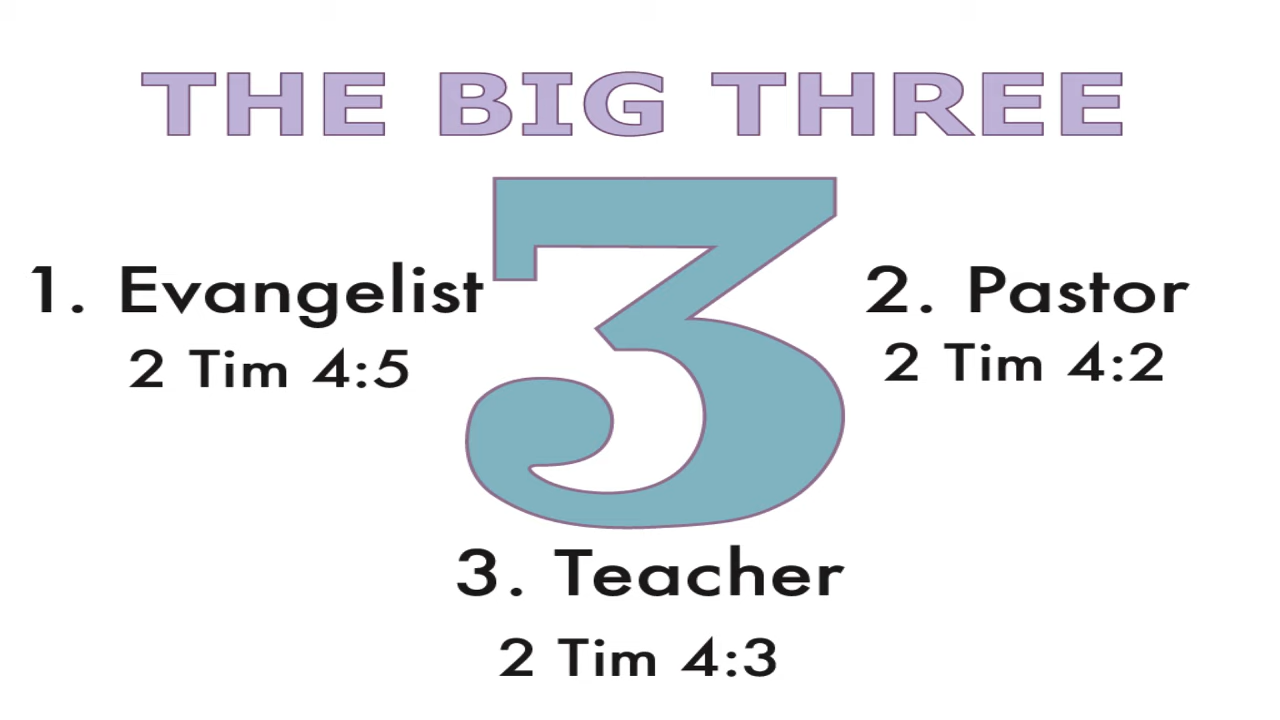 THE BIG THREE
3
1. Evangelist
2 Tim 4:5
2. Pastor
2 Tim 4:2
3. Teacher
2 Tim 4:3